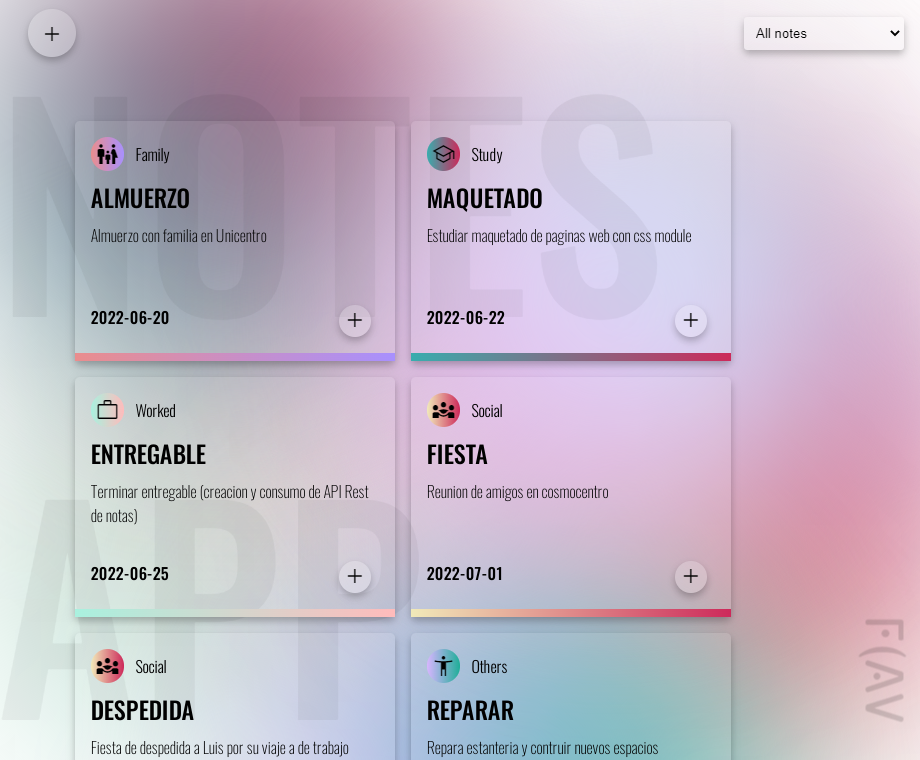 All notes
NOTES
Family
ALMUERZO
Almuerzo con familia en Unicentro
2022-06-20
Study
MAQUETADO
Estudiar maquetado de paginas web con css module
2022-06-22
Worked
ENTREGABLE
Terminar entregable (creacion y consumo de API Rest
de notas)
2022-06-25
Social
FIESTA
Reunion de amigos en cosmocentro
2022-07-01
APP
Social
DESPEDIDA
Fiesta de despedida a Luis por su viaje a de trabajo
Others
REPARAR
Repara estanteria y contruir nuevos espacios